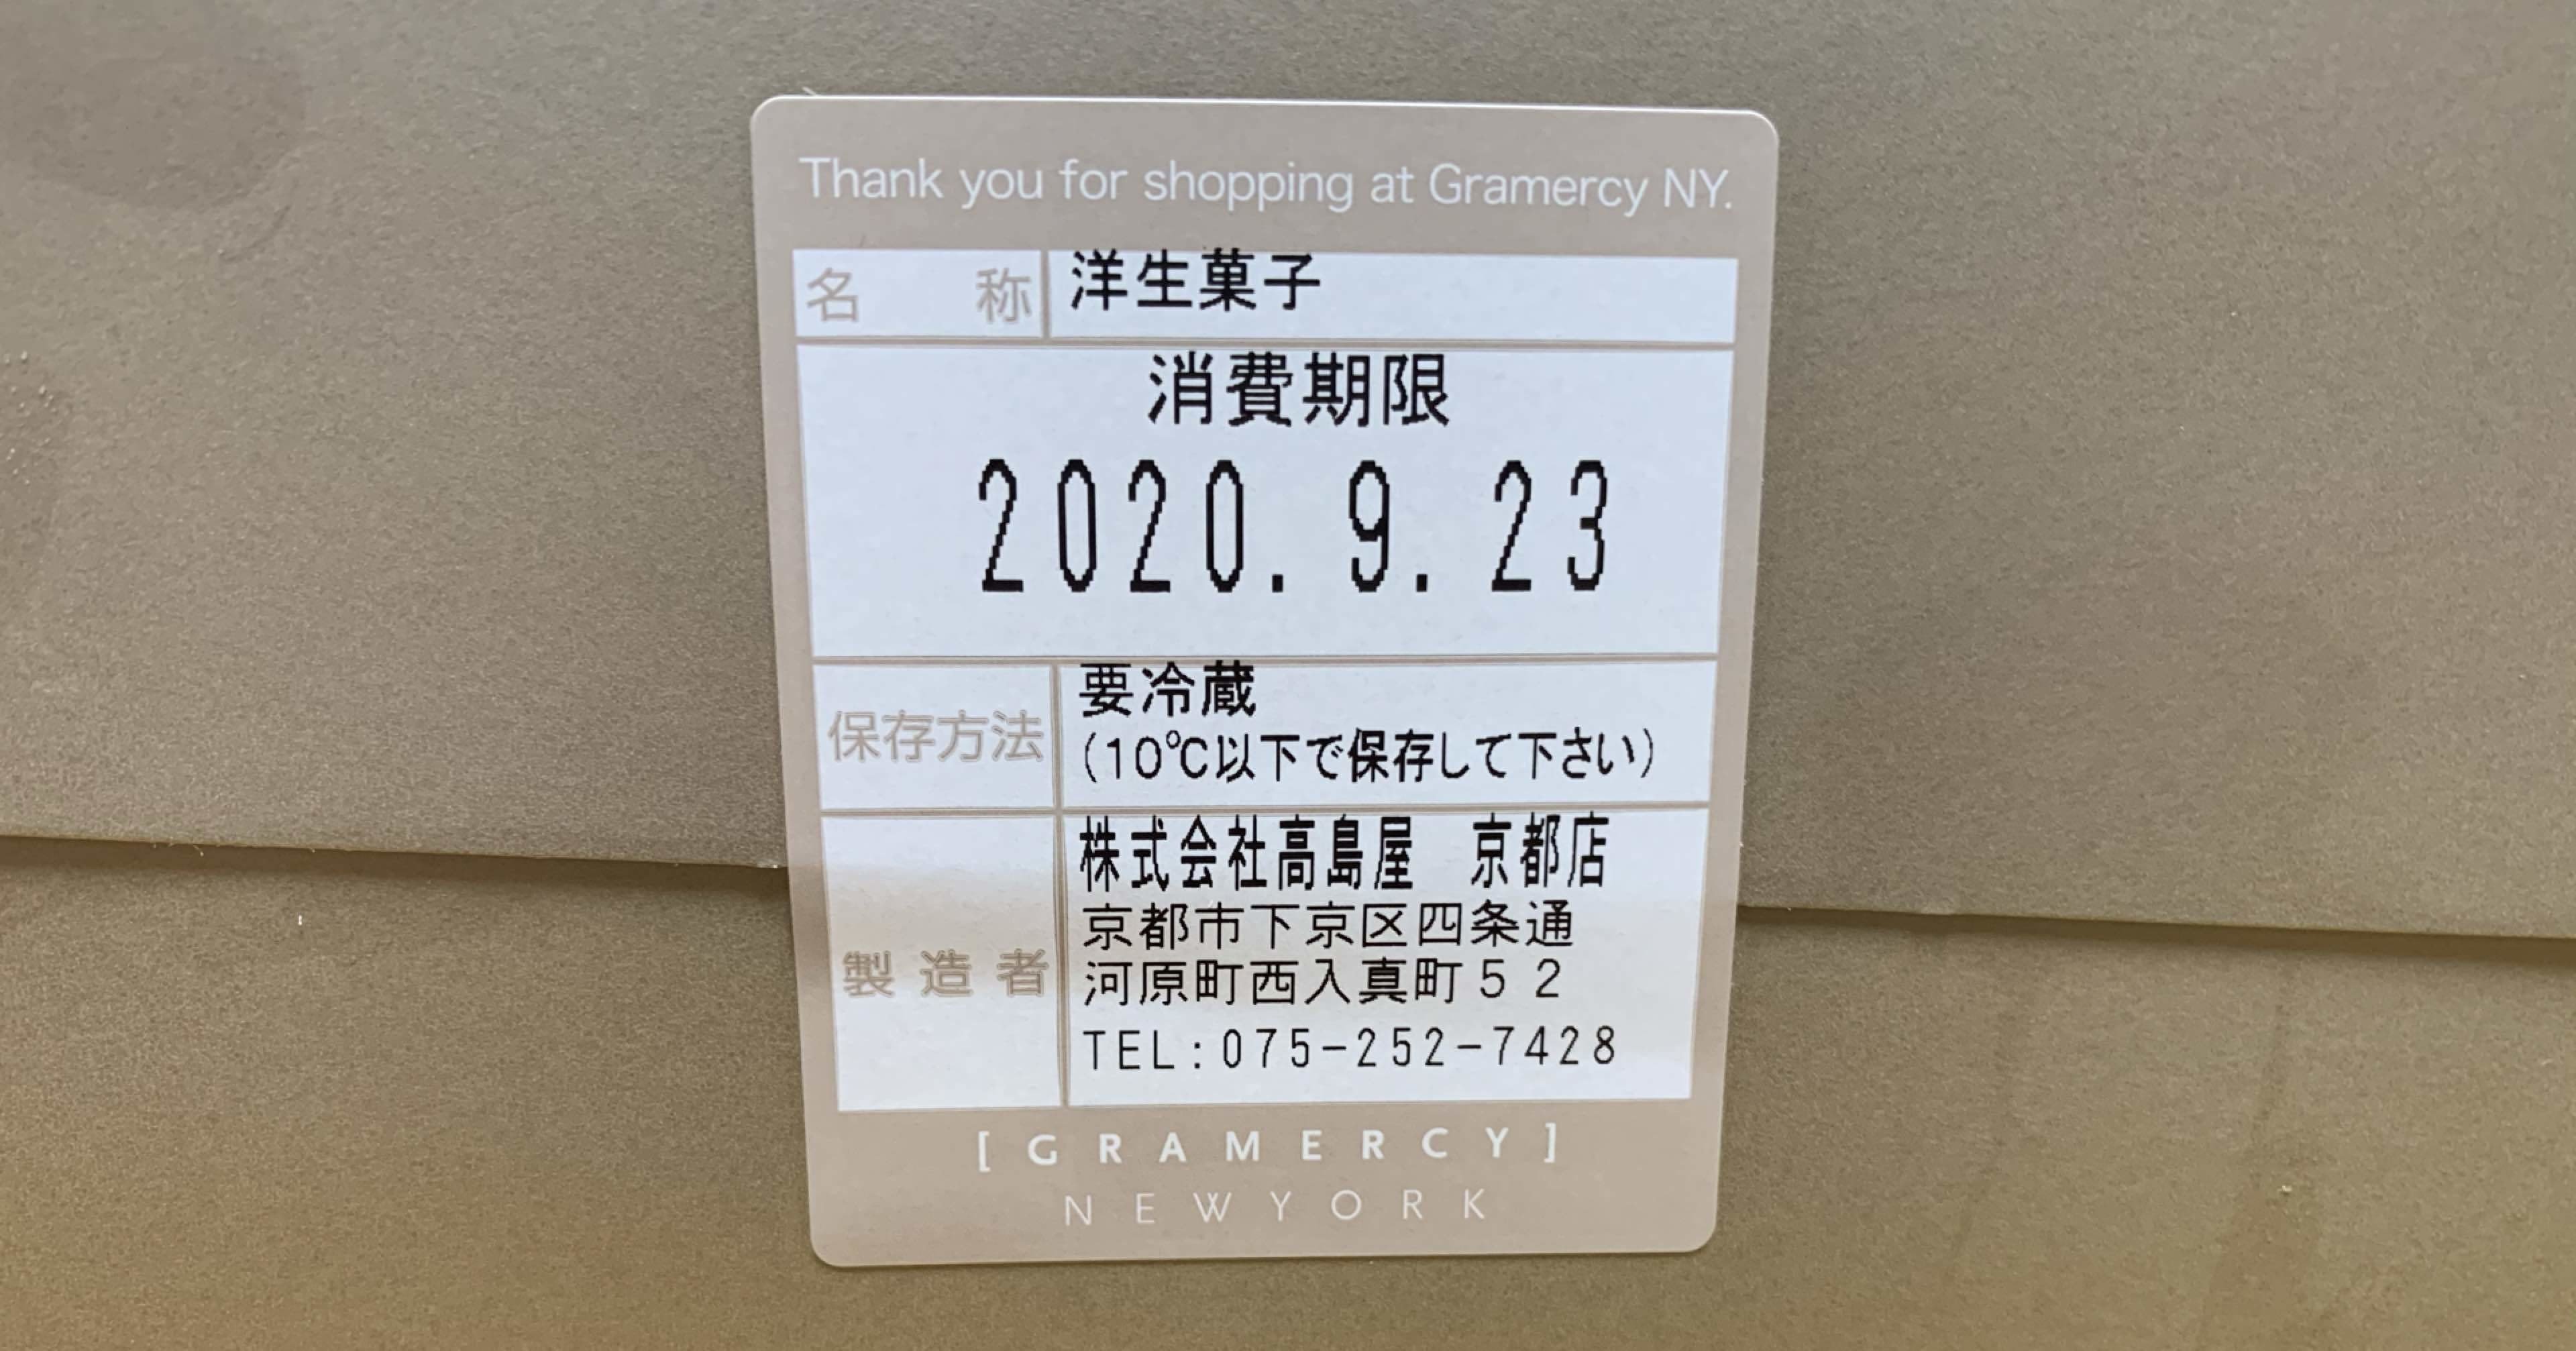 Thank you for shopping at Gramercy NY.
名 称 洋生菓子
消費期限
2020. 9. 23
保存方法 要冷蔵
(10℃以下で保存して下さい)
製造者 株式会社高島屋 京都店
京都市下京区四条通
河原町西入真町52
TEL:075-252-7428
[GRAMERCY]
NEWYORK